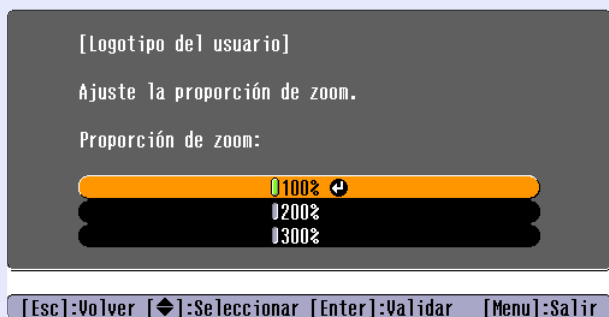 [Logotipo del usuario]
Ajuste la proporción de zoom.
Proporción de zoom:
100%
200%
300%
[Esc]:Volver [◆]:Seleccionar [Enter]:Validar [Menu]:Salir